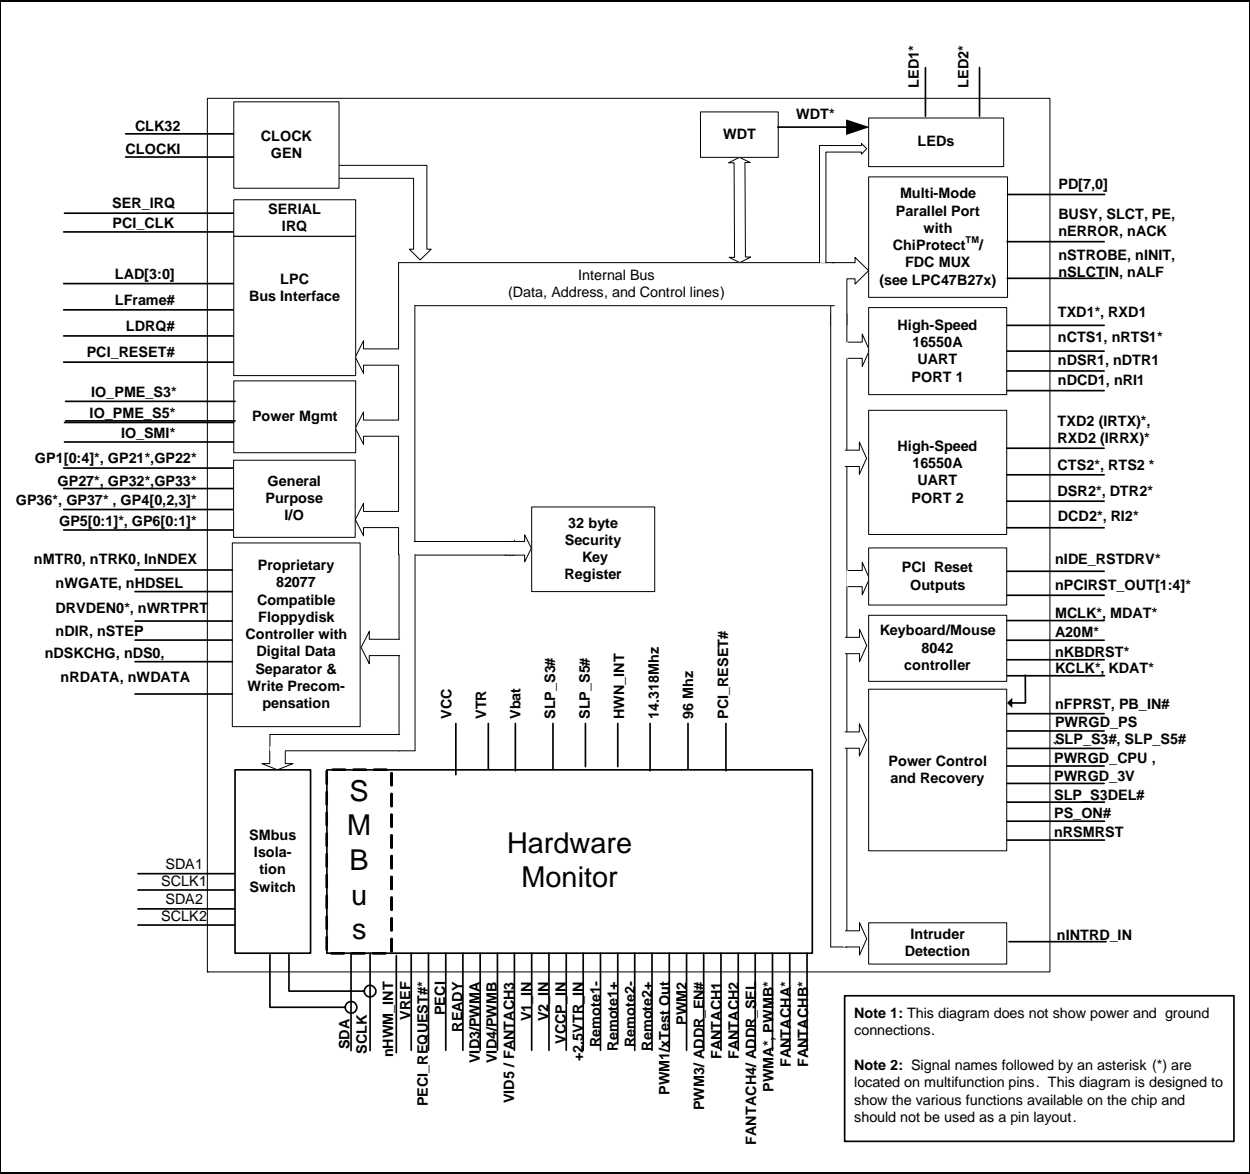 LED1*
LED2*
CLK32
CLOCKI
CLOCK
GEN
WDT
WDT*
LEDs
SER_IRQ
PCI_CLK
SERIAL
IRQ
LAD[3:0]
LFrame#
LDRQ#
PCI_RESET#
LPC
Bus Interface
Internal Bus
(Data, Address, and Control lines)
Multi-Mode
Parallel Port
with
ChiProtect™/
FDC MUX
(see LPC47B27x)
PD[7,0]
BUSY, SLCT, PE,
nERROR, nACK
nSTROBE, nINIT,
nSLCTIN, nALF
High-Speed
16550A
UART
PORT 1
TXD1*, RXD1
nCTS1, nRTS1*
nDSR1, nDTR1
nDCD1, nRI1
IO_PME_S3*
IO_PME_S5*
IO_SMI*
Power Mgmt
High-Speed
16550A
UART
PORT 2
TXD2 (IRTX)*,
RXD2 (IRRX)*
CTS2*, RTS2 *
DSR2*, DTR2*
DCD2*, RI2*
GP1[0:4]*, GP21*,GP22*
GP27*, GP32*,GP33*
GP36*, GP37* , GP4[0,2,3]*
GP5[0:1]*, GP6[0:1]*
General
Purpose
I/O
32 byte
Security
Key
Register
nMTR0, nTRK0, InNDEX
nWGATE, nHDSEL
DRVDEN0*, nWRTPRT
nDIR, nSTEP
nDSKCHG, nDS0,
nRDATA, nWDATA
Proprietary
82077
Compatible
Floppydisk
Controller with
Digital Data
Separator &
Write Precom-
pensation
PCI Reset
Outputs
nIDE_RSTDRV*
nPCIRST_OUT[1:4]*
Keyboard/Mouse
8042
controller
MCLK*, MDAT*
A20M*
nKBDRST*
KCLK*, KDAT*
Power Control
and Recovery
nFPRST, PB_IN#
PWRGD_PS
SLP_S3#, SLP_S5#
PWRGD_CPU ,
PWRGD_3V
SLP_S3DEL#
PS_ON#
nRSMRST
VCC
VTR
Vbat
SLP_S3#
SLP_S5#
HWN_INT
14.318Mhz
96 Mhz
PCI_RESET#
SMbus
Isola-
tion
Switch
SDA1
SCLK1
SDA2
SCLK2
S
M
B
u
s
Hardware
Monitor
Intruder
Detection
nINTRD_IN
SDA
SCLK
nHWM_INT
VREF
PECI_REQUEST#*
PECI
READY
VID3/PWMA
VID4/PWMB
VID5 / FANTACH3
V1_IN
V2_IN
VCCP_IN
+2.5VTR_IN
Remote1-
Remote1+
Remote2-
Remote2+
PWM1/xTest Out
PWM2
PWM3/ ADDR_EN#
FANTACH1
FANTACH2
FANTACH4/ ADDR_SEL
PWMA*, PWMB*
FANTACHA*
FANTACHB*
Note 1: This diagram does not show power and ground
connections.
Note 2: Signal names followed by an asterisk (*) are
located on multifunction pins. This diagram is designed to
show the various functions available on the chip and
should not be used as a pin layout.